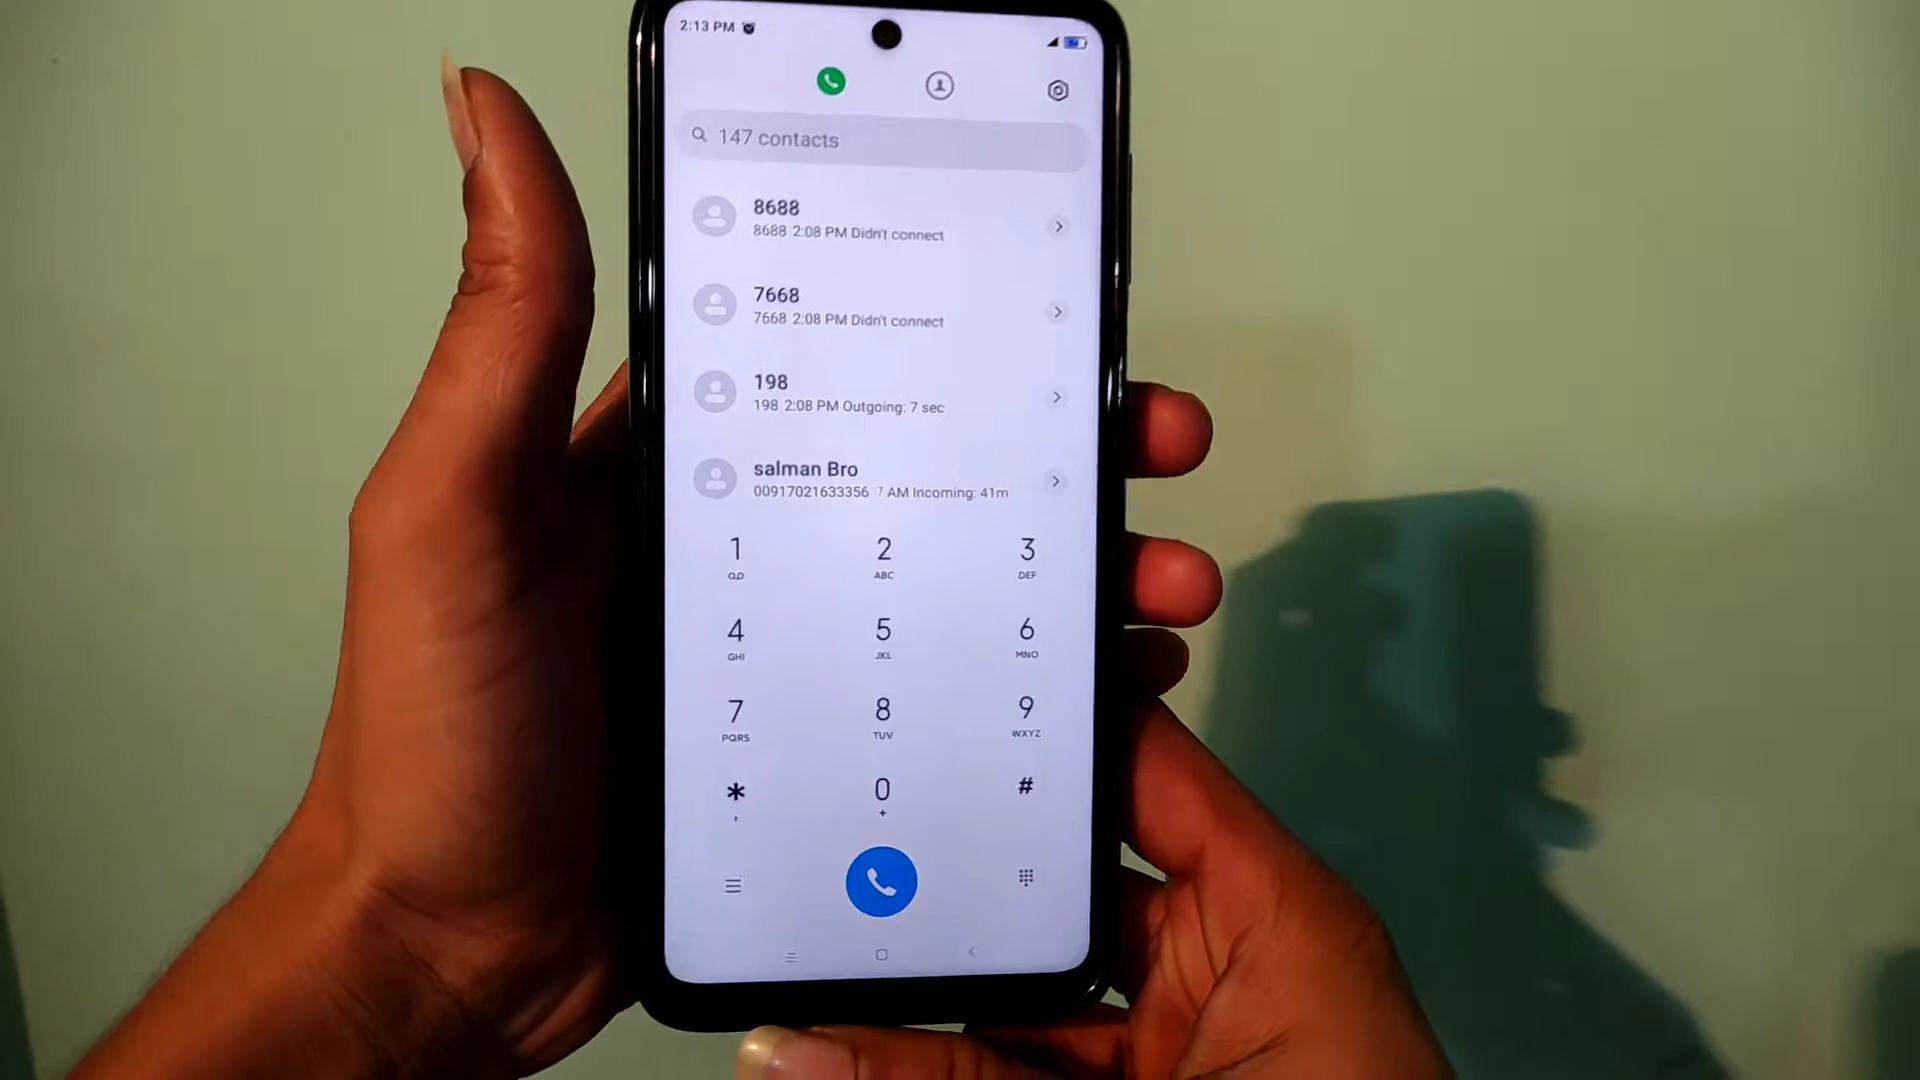 2:13 PM
147 contacts
8688
8688 2:08 PM Didn't connect
7668
7668 2:08 PM Didn't connect
198
198 2:08 PM Outgoing: 7 sec
salman Bro
00917021633356 7 AM Incoming: 41m
1 2 3
ABC DEF
4 5 6
GHI JKL MNO
7 8 9
PQRS TUV WXYZ
* 0 #
, +